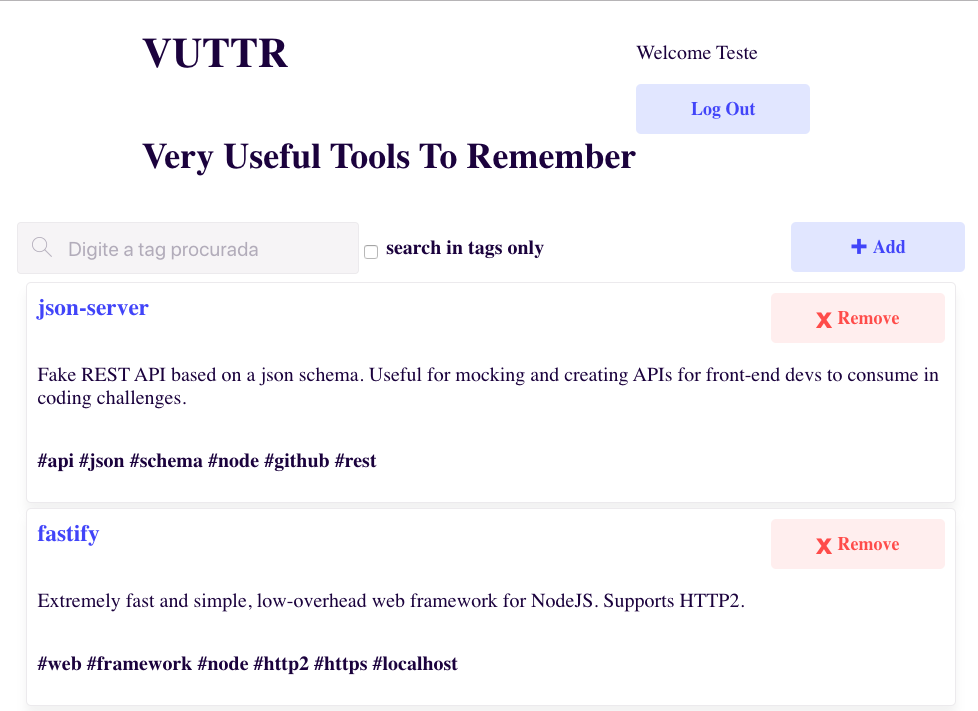 VUTTR
Welcome Teste
Log Out
Very Useful Tools To Remember
Digite a tag procurada
search in tags only
Add
json-server
Remove
Fake REST API based on a json schema. Useful for mocking and creating APIs for front-end devs to consume in
coding challenges.
#api #json #schema #node #github #rest
fastify
Remove
Extremely fast and simple, low-overhead web framework for NodeJS. Supports HTTP2.
#web #framework #node #http2 #https #localhost